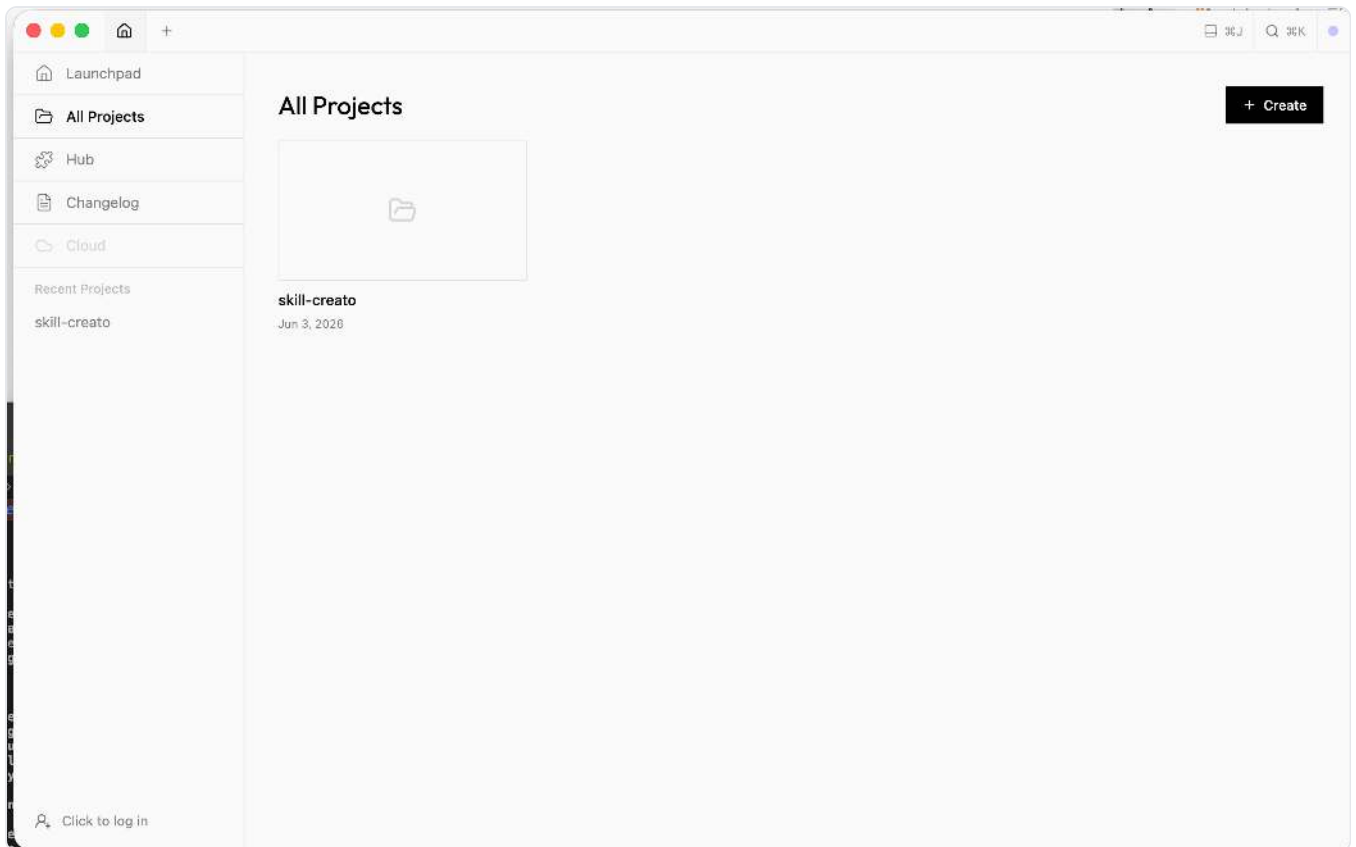 ⌘J
⌘K
Launchpad
All Projects
Hub
Changelog
Cloud
Recent Projects
skill-creato
Click to log in
All Projects
+ Create
skill-creato
Jun 3, 2026